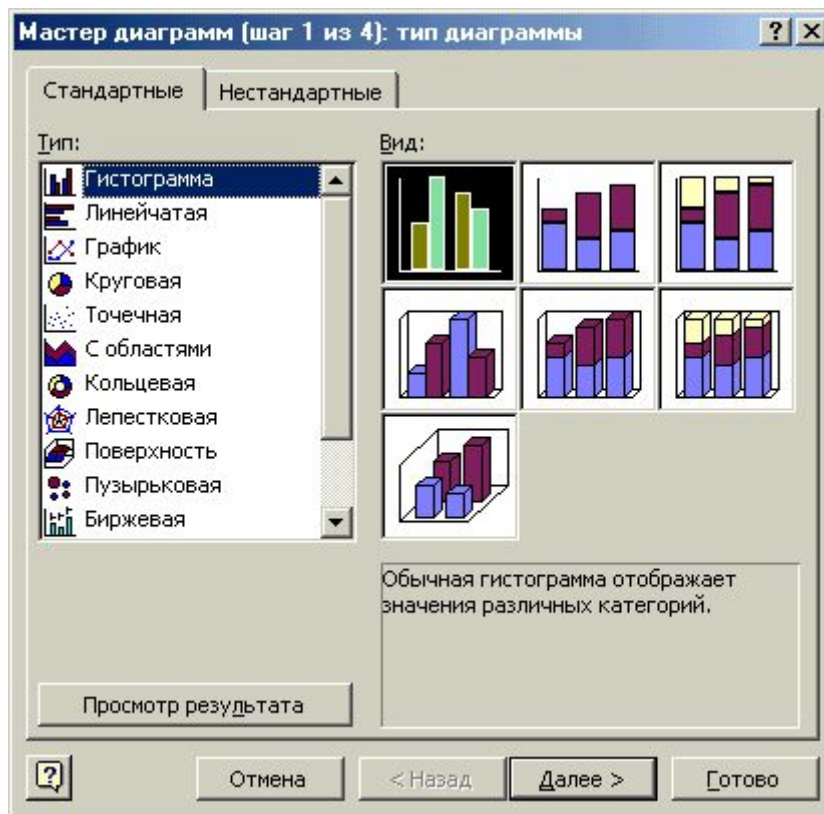 Мастер диаграмм (шаг 1 из 4): тип диаграммы
Стандартные
Нестандартные
Тип:
Гистограмма
Линейчатая
График
Круговая
Точечная
С областями
Кольцевая
Лепестковая
Поверхность
Пузырьковая
Биржевая
Вид:
Обычная гистограмма отображает
значения различных категорий.
Просмотр результата
Отмена
< Назад
Далее >
Готово